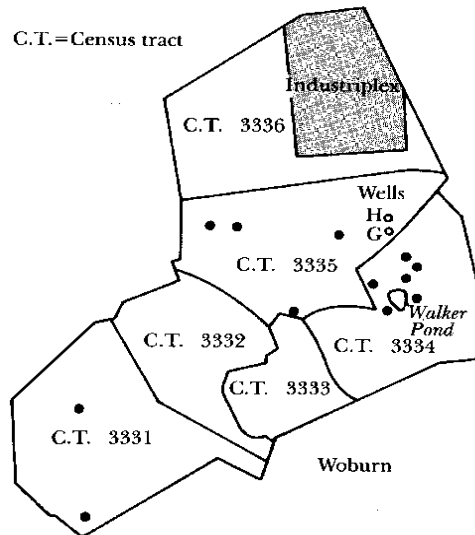 C.T.=Census tract
Industriplex
C.T. 3336
Wells
H
G
C.T. 3335
Walker
Pond
C.T. 3332
C.T. 3334
C.T. 3333
C.T. 3331
Woburn